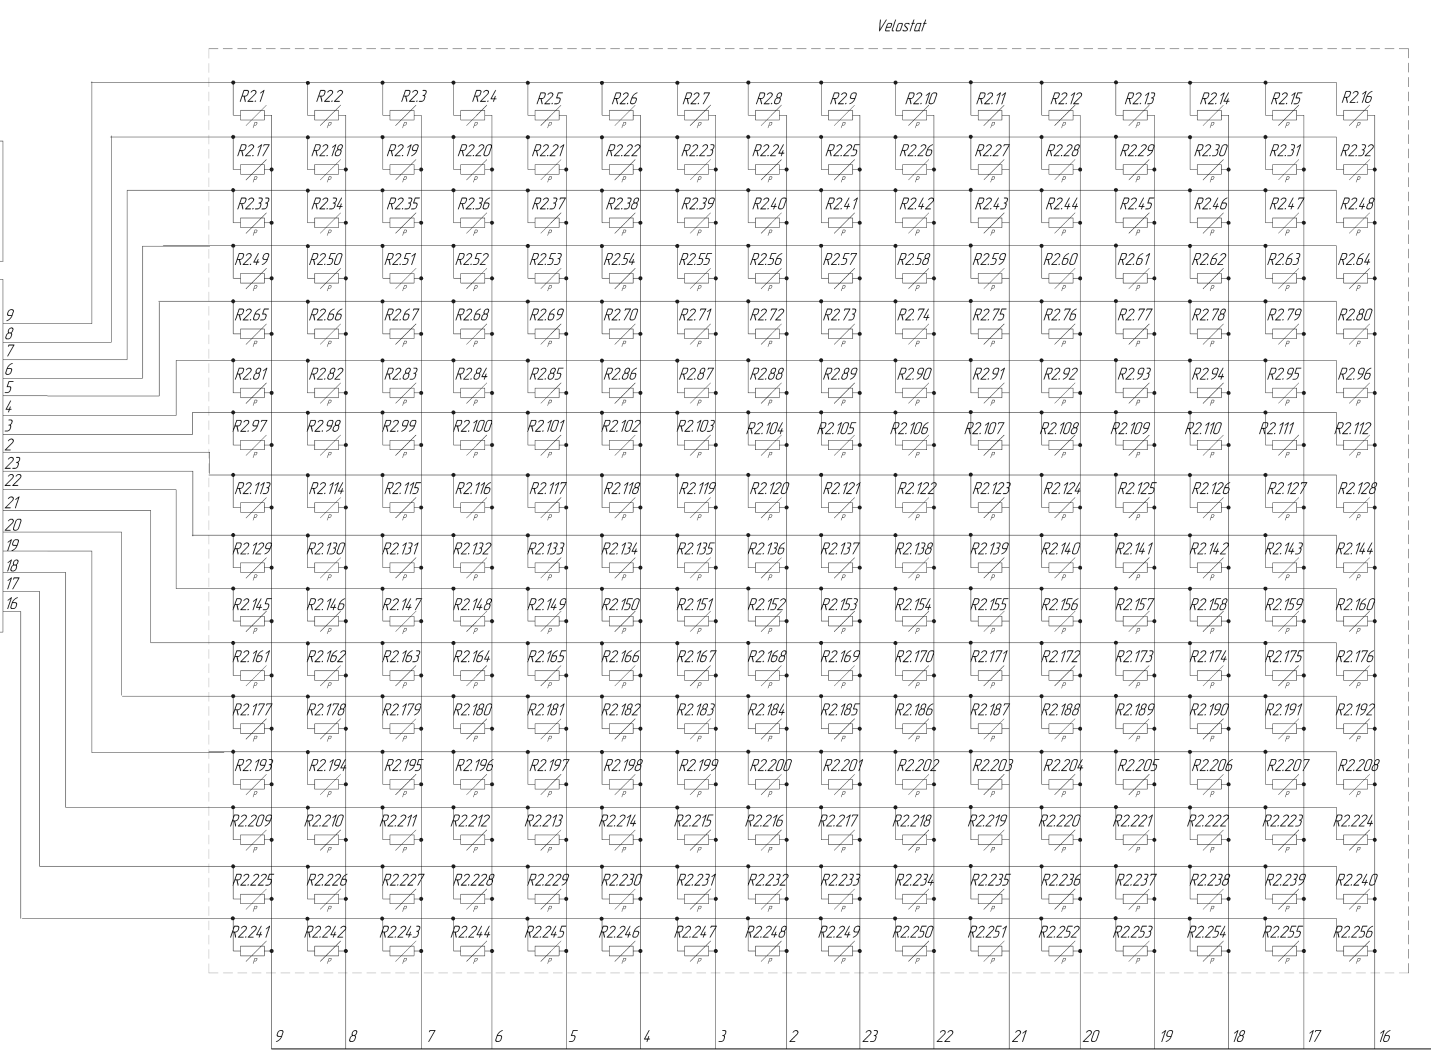 Velostat
R2.1 R2.2 R2.3 R2.4 R2.5 R2.6 R2.7 R2.8 R2.9 R2.10 R2.11 R2.12 R2.13 R2.14 R2.15 R2.16
p p p p p p p p p p p p p p p p
R2.17 R2.18 R2.19 R2.20 R2.21 R2.22 R2.23 R2.24 R2.25 R2.26 R2.27 R2.28 R2.29 R2.30 R2.31 R2.32
p p p p p p p p p p p p p p p p
R2.33 R2.34 R2.35 R2.36 R2.37 R2.38 R2.39 R2.40 R2.41 R2.42 R2.43 R2.44 R2.45 R2.46 R2.47 R2.48
p p p p p p p p p p p p p p p p
R2.49 R2.50 R2.51 R2.52 R2.53 R2.54 R2.55 R2.56 R2.57 R2.58 R2.59 R2.60 R2.61 R2.62 R2.63 R2.64
p p p p p p p p p p p p p p p p
9 R2.65 R2.66 R2.67 R2.68 R2.69 R2.70 R2.71 R2.72 R2.73 R2.74 R2.75 R2.76 R2.77 R2.78 R2.79 R2.80
8
p p p p p p p p p p p p p p p p
7
6 R2.81 R2.82 R2.83 R2.84 R2.85 R2.86 R2.87 R2.88 R2.89 R2.90 R2.91 R2.92 R2.93 R2.94 R2.95 R2.96
5
p p p p p p p p p p p p p p p p
4
3 R2.97 R2.98 R2.99 R2.100 R2.101 R2.102 R2.103 R2.104 R2.105 R2.106 R2.107 R2.108 R2.109 R2.110 R2.111 R2.112
2
p p p p p p p p p p p p p p p p
23
22 R2.113 R2.114 R2.115 R2.116 R2.117 R2.118 R2.119 R2.120 R2.121 R2.122 R2.123 R2.124 R2.125 R2.126 R2.127 R2.128
21
p p p p p p p p p p p p p p p p
20
19 R2.129 R2.130 R2.131 R2.132 R2.133 R2.134 R2.135 R2.136 R2.137 R2.138 R2.139 R2.140 R2.141 R2.142 R2.143 R2.144
18
p p p p p p p p p p p p p p p p
17
16 R2.145 R2.146 R2.147 R2.148 R2.149 R2.150 R2.151 R2.152 R2.153 R2.154 R2.155 R2.156 R2.157 R2.158 R2.159 R2.160
p p p p p p p p p p p p p p p p
R2.161 R2.162 R2.163 R2.164 R2.165 R2.166 R2.167 R2.168 R2.169 R2.170 R2.171 R2.172 R2.173 R2.174 R2.175 R2.176
p p p p p p p p p p p p p p p p
R2.177 R2.178 R2.179 R2.180 R2.181 R2.182 R2.183 R2.184 R2.185 R2.186 R2.187 R2.188 R2.189 R2.190 R2.191 R2.192
p p p p p p p p p p p p p p p p
R2.193 R2.194 R2.195 R2.196 R2.197 R2.198 R2.199 R2.200 R2.201 R2.202 R2.203 R2.204 R2.205 R2.206 R2.207 R2.208
p p p p p p p p p p p p p p p p
R2.209 R2.210 R2.211 R2.212 R2.213 R2.214 R2.215 R2.216 R2.217 R2.218 R2.219 R2.220 R2.221 R2.222 R2.223 R2.224
p p p p p p p p p p p p p p p p
R2.225 R2.226 R2.227 R2.228 R2.229 R2.230 R2.231 R2.232 R2.233 R2.234 R2.235 R2.236 R2.237 R2.238 R2.239 R2.240
p p p p p p p p p p p p p p p p
R2.241 R2.242 R2.243 R2.244 R2.245 R2.246 R2.247 R2.248 R2.249 R2.250 R2.251 R2.252 R2.253 R2.254 R2.255 R2.256
p p p p p p p p p p p p p p p p
9 8 7 6 5 4 3 2 23 22 21 20 19 18 17 16